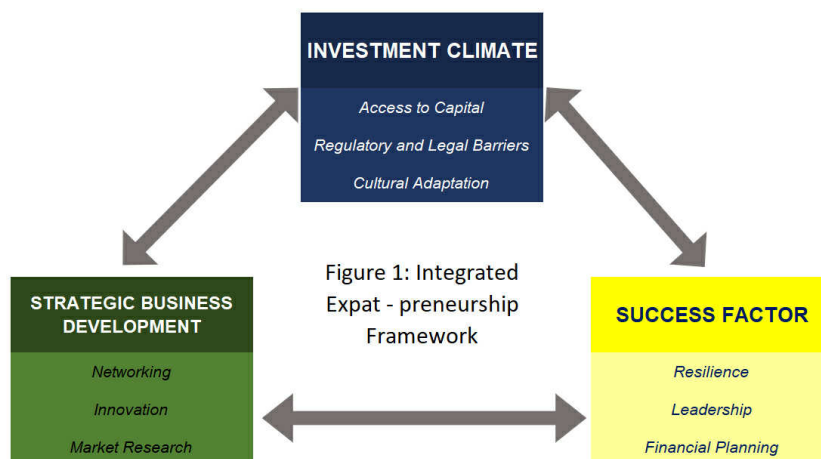 INVESTMENT CLIMATE
Access to Capital
Regulatory and Legal Barriers
Cultural Adaptation
Figure 1: Integrated
Expat - preneurship
Framework
STRATEGIC BUSINESS
DEVELOPMENT
Networking
Innovation
Market Research
SUCCESS FACTOR
Resilience
Leadership
Financial Planning